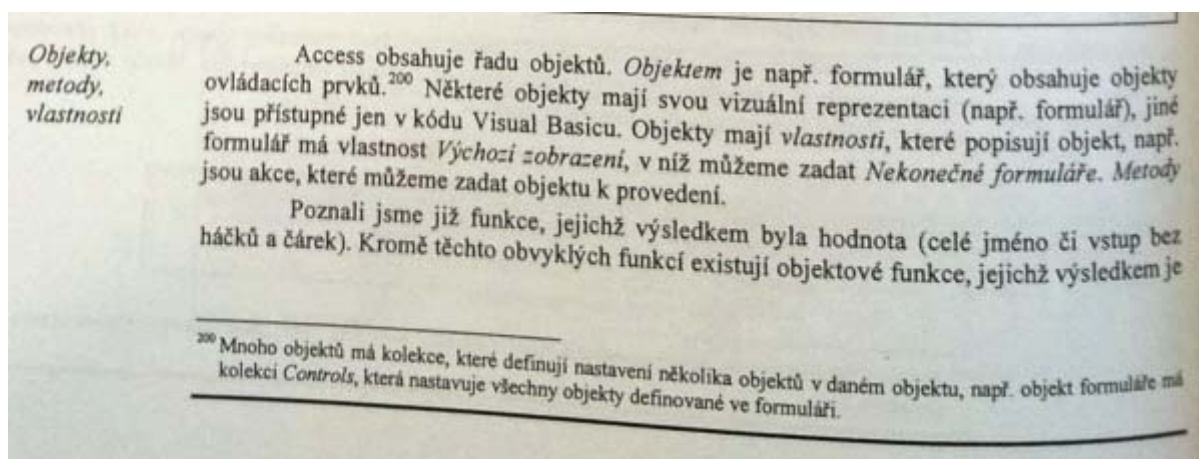 Objekty,
metody,
vlastnosti
Access obsahuje řadu objektů. Objektem je např. formulář, který obsahuje objekty
ovládacích prvků.²⁰⁰ Některé objekty mají svou vizuální reprezentaci (např. formulář), jiné
jsou přístupné jen v kódu Visual Basicu. Objekty mají vlastnosti, které popisují objekt, např.
formulář má vlastnost Výchozí zobrazení, v níž můžeme zadat Nekonečné formuláře. Metody
jsou akce, které můžeme zadat objektu k provedení.
Poznali jsme již funkce, jejichž výsledkem byla hodnota (celé jméno či vstup bez
háčků a čárek). Kromě těchto obvyklých funkcí existují objektové funkce, jejichž výsledkem je
²⁰⁰ Mnoho objektů má kolekce, které definují nastavení několika objektů v daném objektu, např. objekt formuláře má
kolekci Controls, která nastavuje všechny objekty definované ve formuláři.